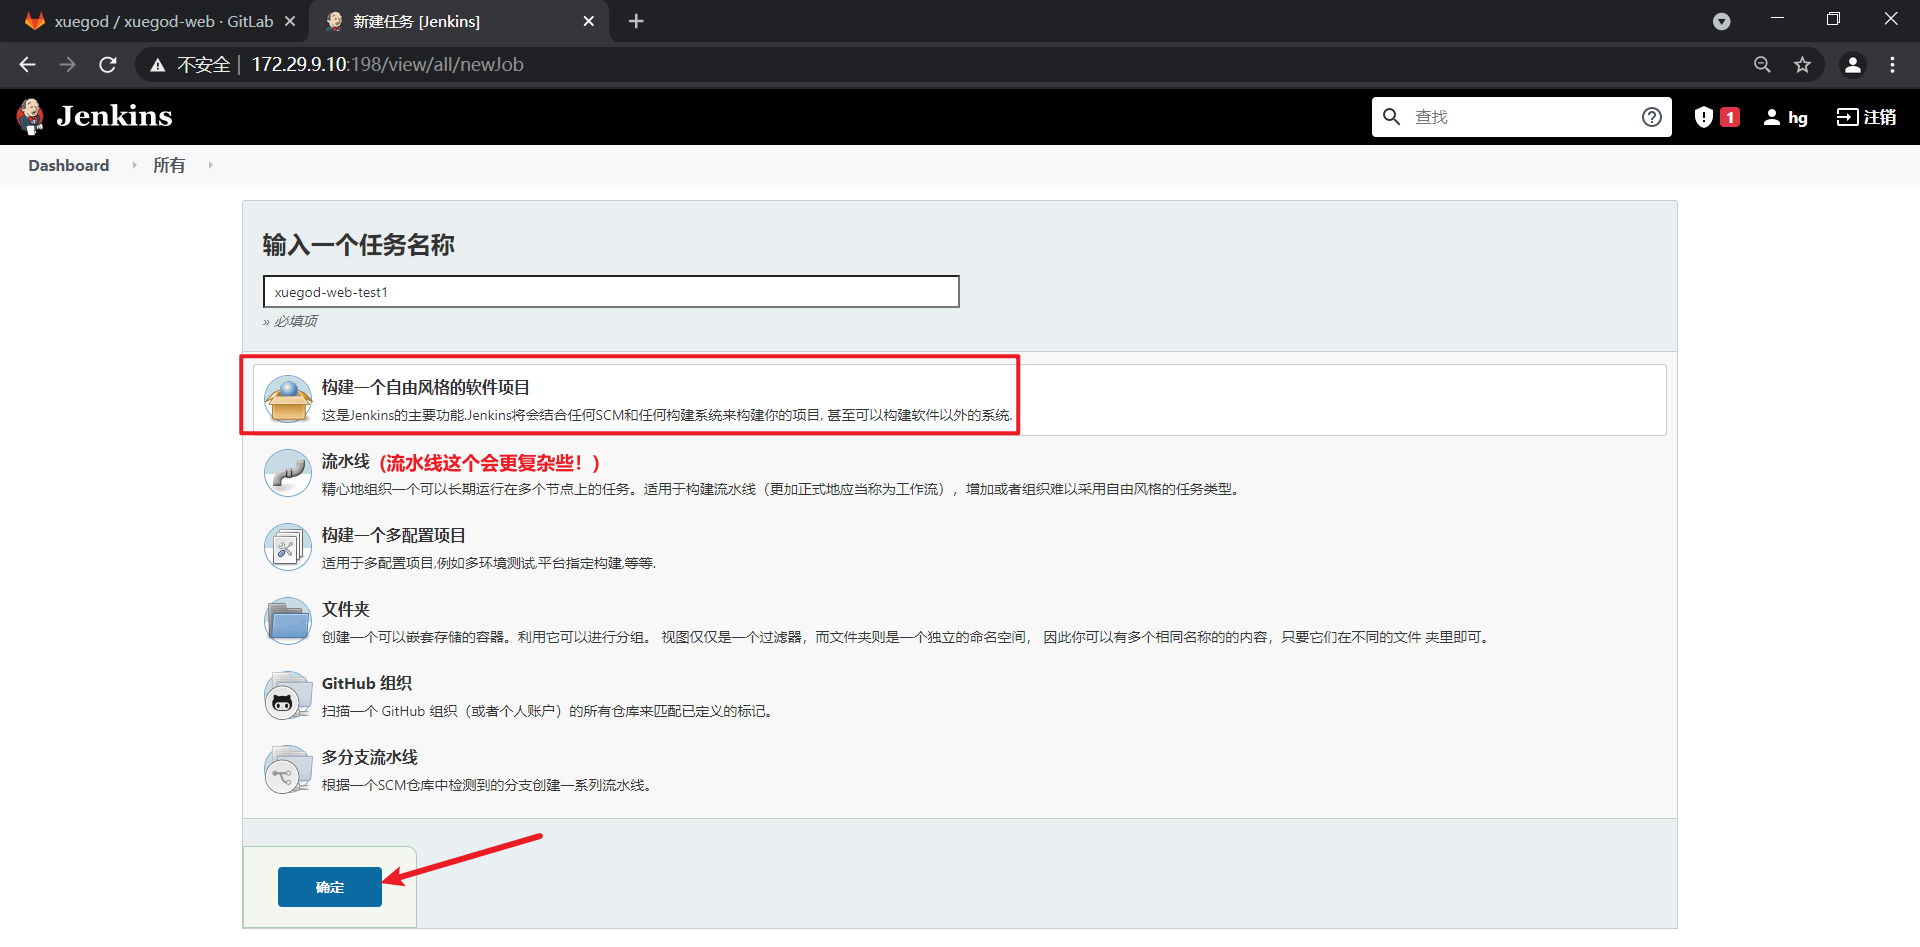 xuegod / xuegod-web · GitLab
新建任务 [Jenkins]
不安全 | 172.29.9.10:198/view/all/newJob
Jenkins
查找
1
hg
注销
Dashboard
所有
输入一个任务名称
xuegod-web-test1
» 必填项
构建一个自由风格的软件项目
这是Jenkins的主要功能.Jenkins将会结合任何SCM和任何构建系统来构建你的项目, 甚至可以构建软件以外的系统.
流水线 (流水线这个会更复杂些！)
精心地组织一个可以长期运行在多个节点上的任务。适用于构建流水线（更加正式地应当称为工作流），增加或者组织难以采用自由风格的任务类型。
构建一个多配置项目
适用于多配置项目,例如多环境测试,平台指定构建,等等.
文件夹
创建一个可以嵌套存储的容器。利用它可以进行分组。 视图仅仅是一个过滤器，而文件夹则是一个独立的命名空间， 因此你可以有多个相同名称的的内容，只要它们在不同的文件 夹里即可。
GitHub 组织
扫描一个 GitHub 组织（或者个人账户）的所有仓库来匹配已定义的标记。
多分支流水线
根据一个SCM仓库中检测到的分支创建一系列流水线。
确定